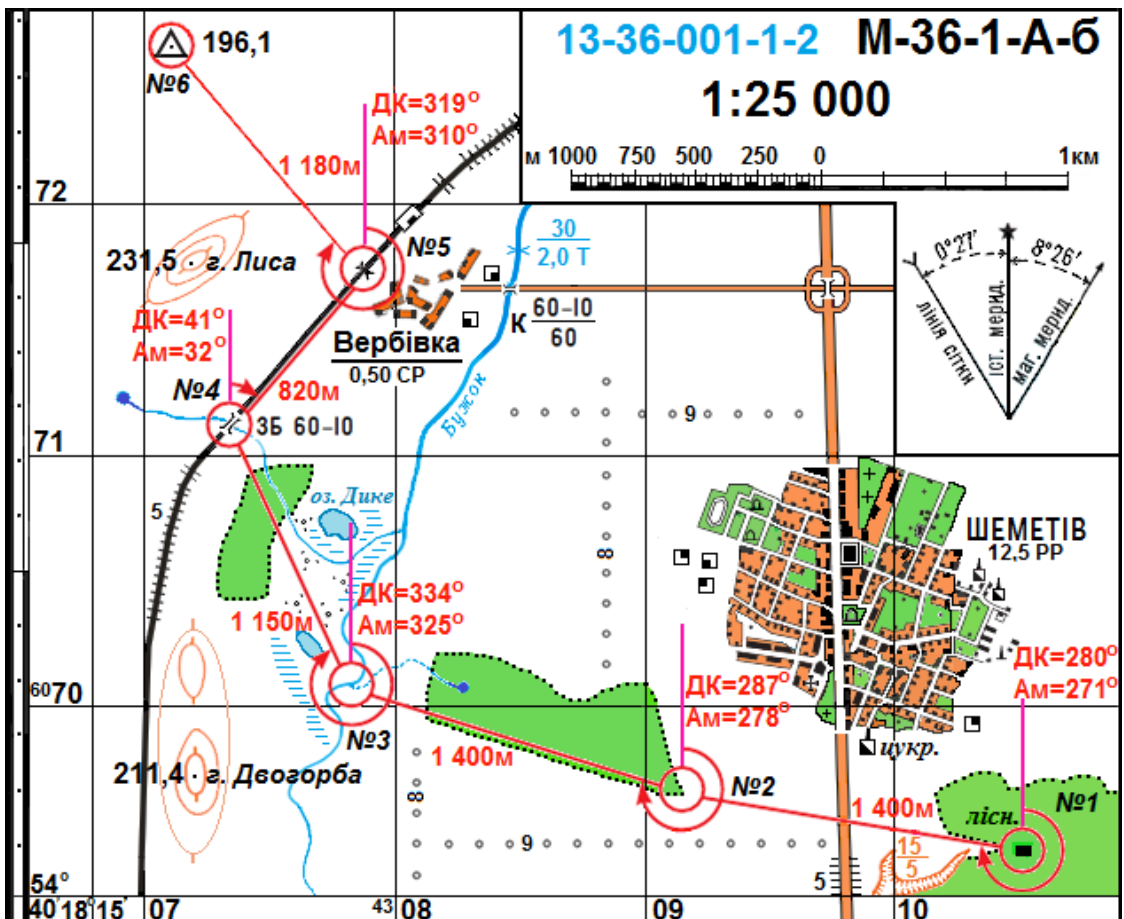 13-36-001-1-2 М-36-1-А-б
1:25 000
м 1000 750 500 250 0 1км
0°27′ 8°26′
лінія сітки
іст. мерид.
маг. мерид.
196,1
№6
ДК=319°
Ам=310°
1 180м
72
№5
30
2,0 Т
231,5 г. Лиса
ДК=41°
Ам=32°
К 60-10
60
Вербівка
0,50 СР
№4
820м
Бужок
ЗБ 60-10
9
71
5
оз. Дике
8
ШЕМЕТІВ
12,5 РР
ДК=334°
Ам=325°
1 150м
ДК=280°
Ам=271°
ДК=287°
Ам=278°
6070
№3
цукр.
1 400м
211,4 г. Двогорба
№2
8
1 400м
№1
лісн.
9
15
5
5
54°
40′18°15′ 07 4308 09 10